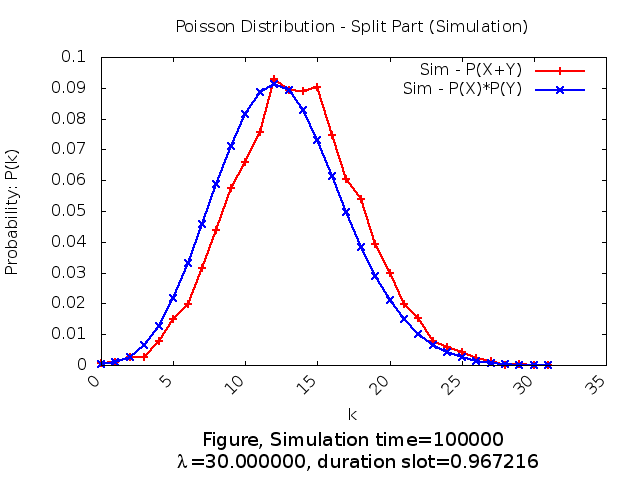 Poisson Distribution - Split Part (Simulation)
Sim - P(X+Y)
Sim - P(X)*P(Y)
Probability: P(k)
0.1
0.09
0.08
0.07
0.06
0.05
0.04
0.03
0.02
0.01
0
0 5 10 15 20 25 30 35
k
Figure, Simulation time=100000
λ=30.000000, duration slot=0.967216